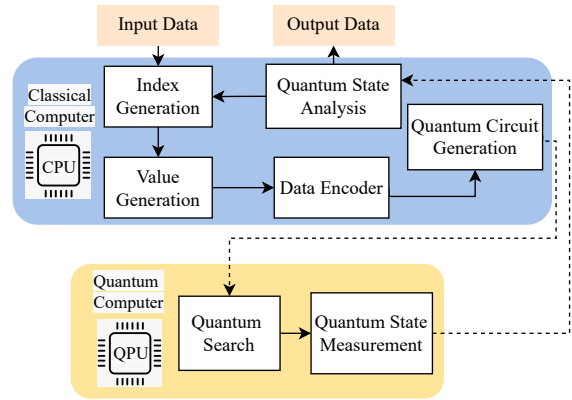 Input Data
Output Data
Classical
Computer
CPU
Index
Generation
Quantum State
Analysis
Quantum Circuit
Generation
Value
Generation
Data Encoder
Quantum
Computer
QPU
Quantum
Search
Quantum State
Measurement